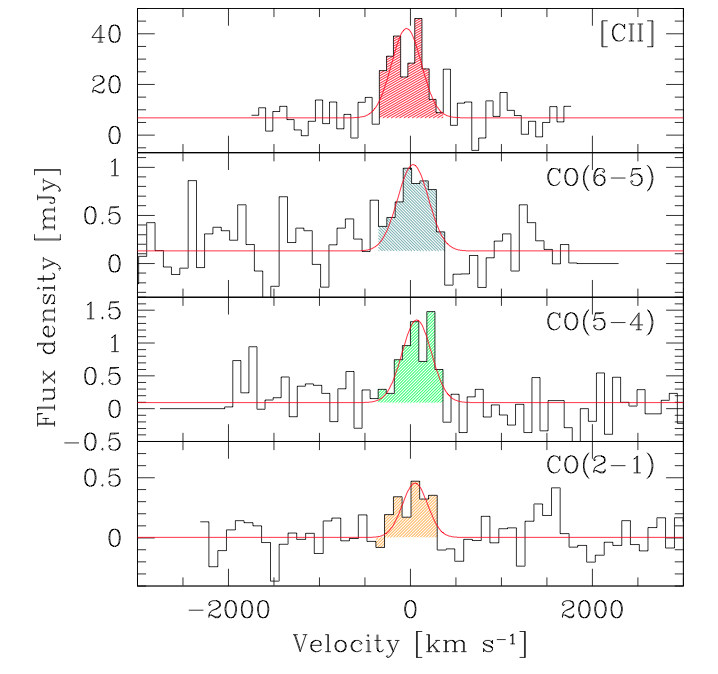 [CII]
40
20
0
CO(6−5)
1
0.5
0
CO(5−4)
1.5
1
0.5
0
−0.5
CO(2−1)
0.5
0
−2000 0 2000
Velocity [km s⁻¹]
Flux density [mJy]